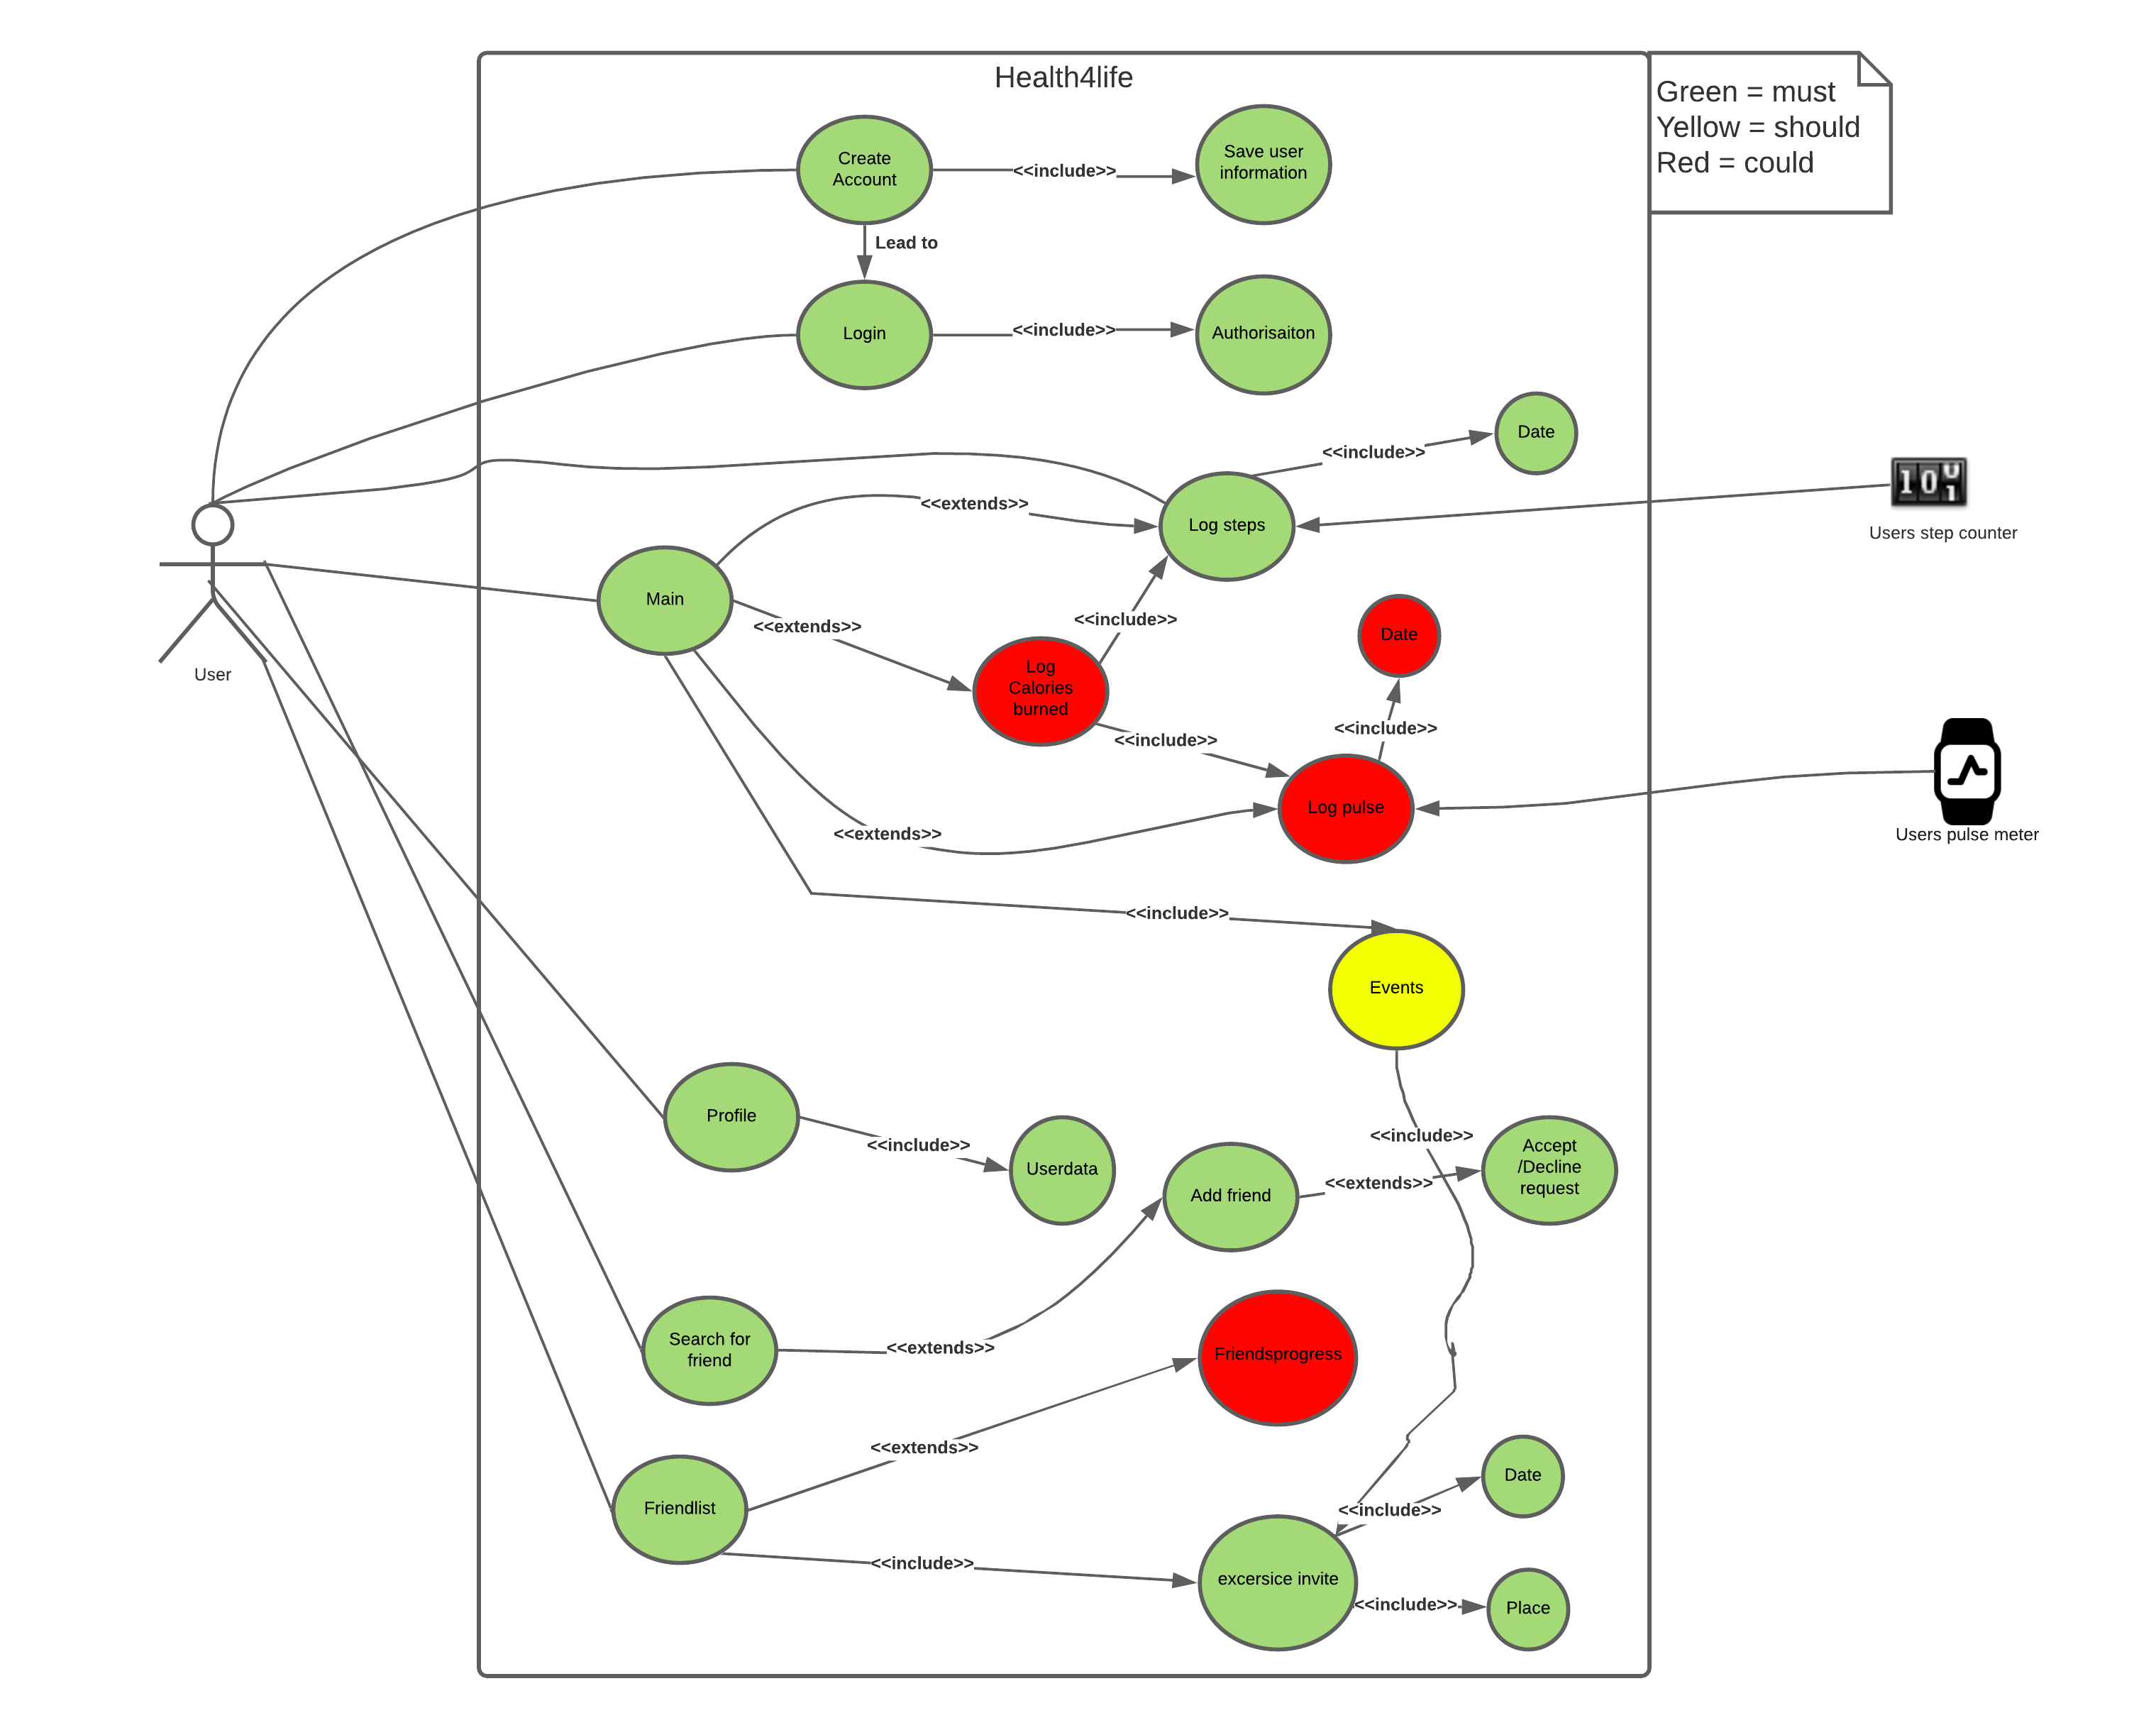 Health4life
Green = must
Yellow = should
Red = could
Create
Account
<<include>>
Save user
information
Lead to
Login
<<include>>
Authorisaiton
Date
<<include>>
<<extends>>
Log steps
Users step counter
Main
<<extends>>
<<include>>
Date
User
Log
Calories
burned
<<include>>
<<include>>
Log pulse
<<extends>>
Users pulse meter
<<include>>
Events
Profile
<<include>>
Userdata
<<include>>
Add friend
<<extends>>
Accept
/Decline
request
Search for
friend
<<extends>>
Friendsprogress
<<extends>>
Friendlist
<<include>>
Date
<<include>>
excersice invite
<<include>>
Place